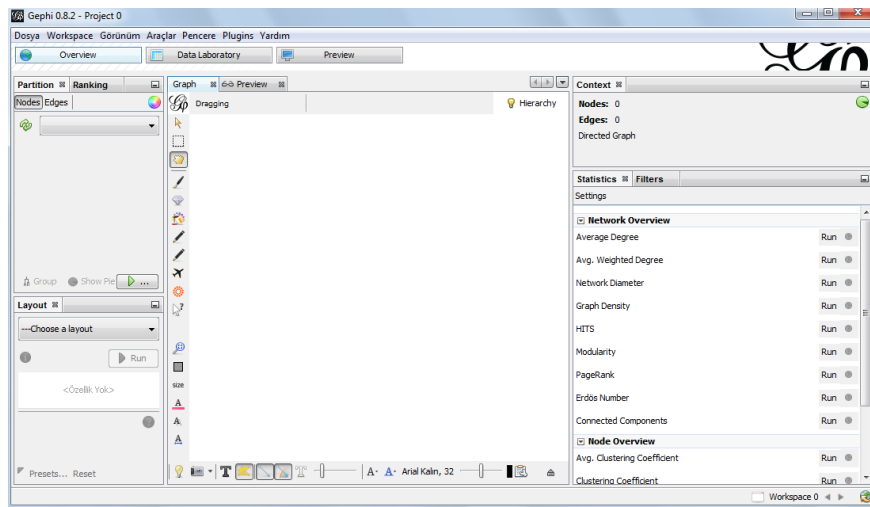 Gephi 0.8.2 - Project 0
Dosya Workspace Görünüm Araçlar Pencere Plugins Yardım
Overview Data Laboratory Preview
Partition Ranking
Nodes Edges
Group Show Pie ...
Layout
---Choose a layout
Run
<Özellik Yok>
Presets... Reset
Graph Preview
Dragging Hierarchy
size
A
A
A
T T A- A- Arial Kalın, 32
Context
Nodes: 0
Edges: 0
Directed Graph
Statistics Filters
Settings
Network Overview
Average Degree Run
Avg. Weighted Degree Run
Network Diameter Run
Graph Density Run
HITS Run
Modularity Run
PageRank Run
Erdös Number Run
Connected Components Run
Node Overview
Avg. Clustering Coefficient Run
Clustering Coefficient Run
Workspace 0